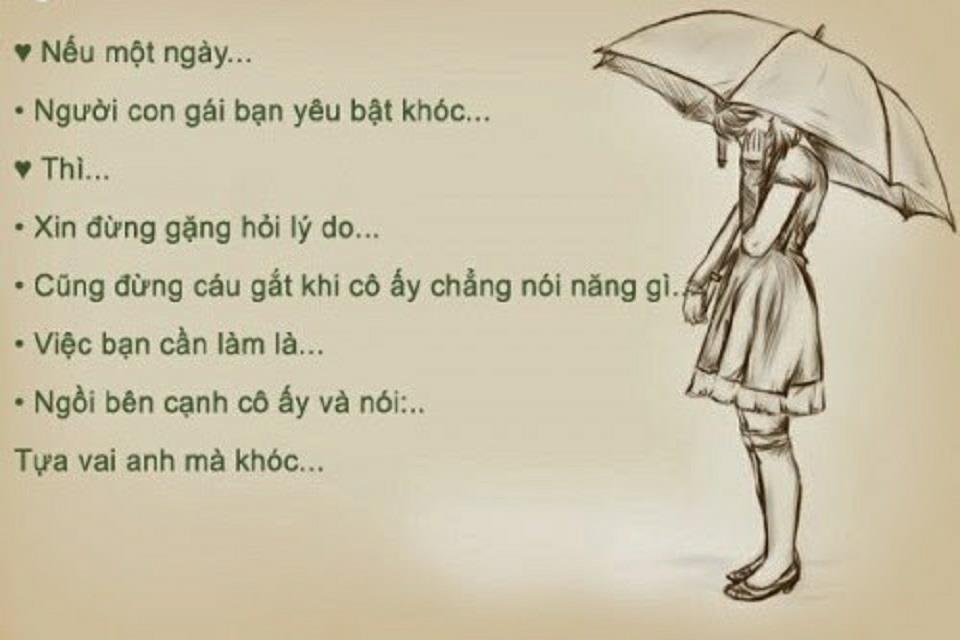 ♥ Nếu một ngày...
• Người con gái bạn yêu bật khóc...
♥ Thì...
• Xin đừng gặng hỏi lý do...
• Cũng đừng cáu gắt khi cô ấy chẳng nói năng gì...
• Việc bạn cần làm là...
• Ngồi bên cạnh cô ấy và nói:..
Tựa vai anh mà khóc...